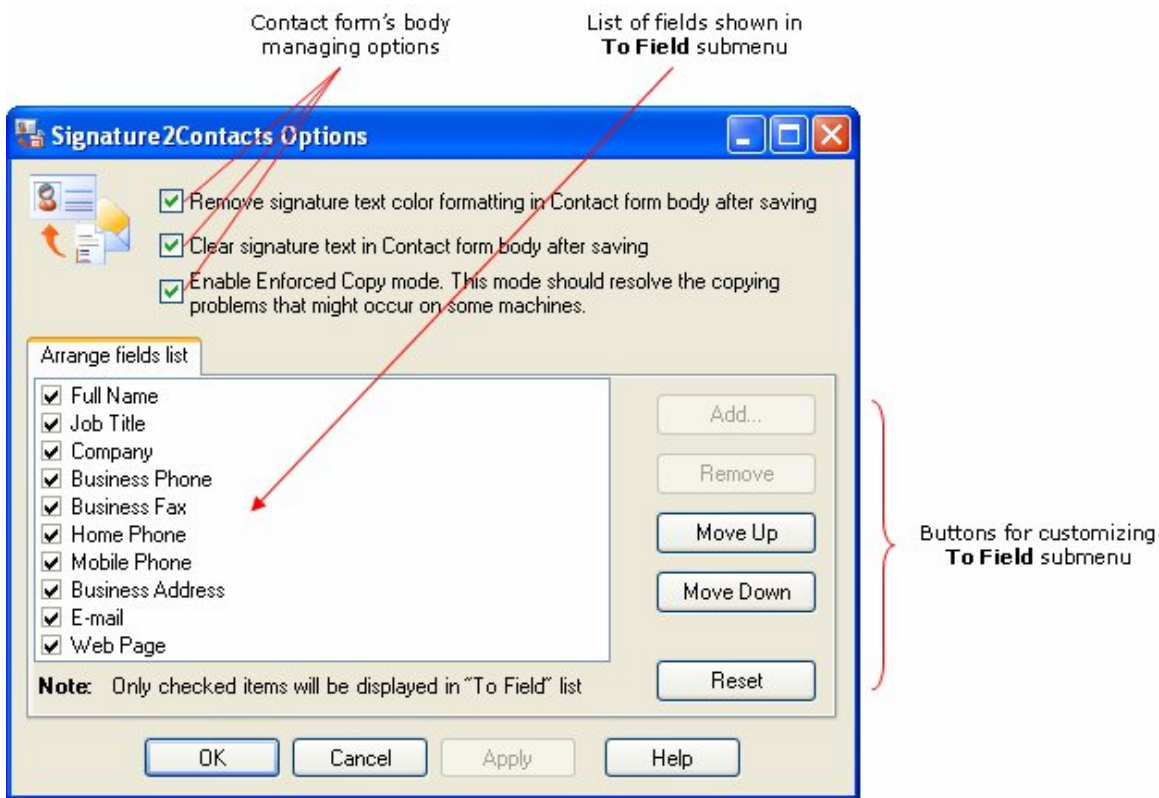 Contact form's body
managing options
List of fields shown in
To Field submenu
Signature2Contacts Options
Remove signature text color formatting in Contact form body after saving
Clear signature text in Contact form body after saving
Enable Enforced Copy mode. This mode should resolve the copying
problems that might occur on some machines.
Arrange fields list
Full Name
Job Title
Company
Business Phone
Business Fax
Home Phone
Mobile Phone
Business Address
E-mail
Web Page
Add...
Remove
Move Up
Move Down
Reset
Buttons for customizing
To Field submenu
Note: Only checked items will be displayed in "To Field" list
OK Cancel Apply Help